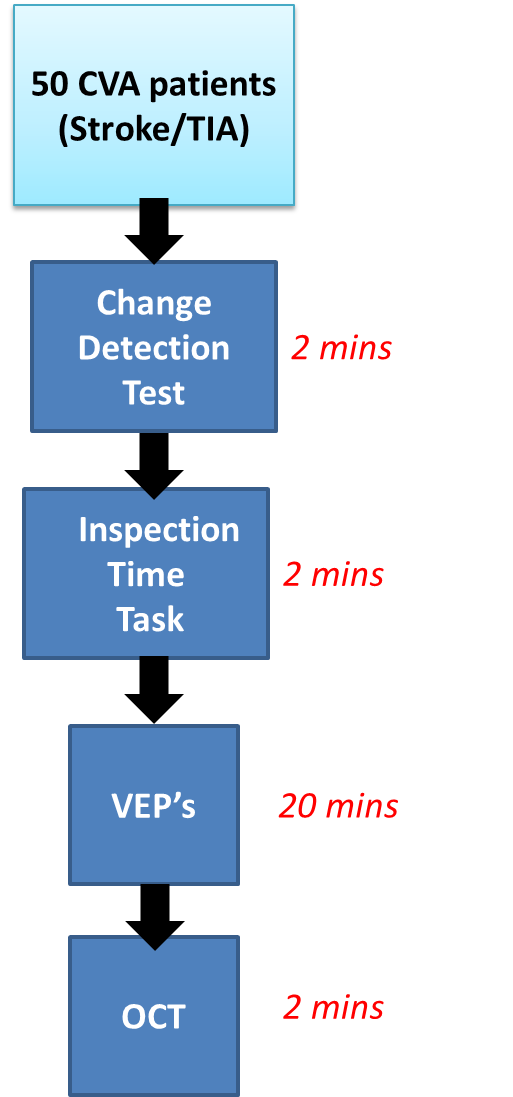 50 CVA patients
(Stroke/TIA)
Change
Detection
Test
2 mins
Inspection
Time
Task
2 mins
VEP's
20 mins
OCT
2 mins